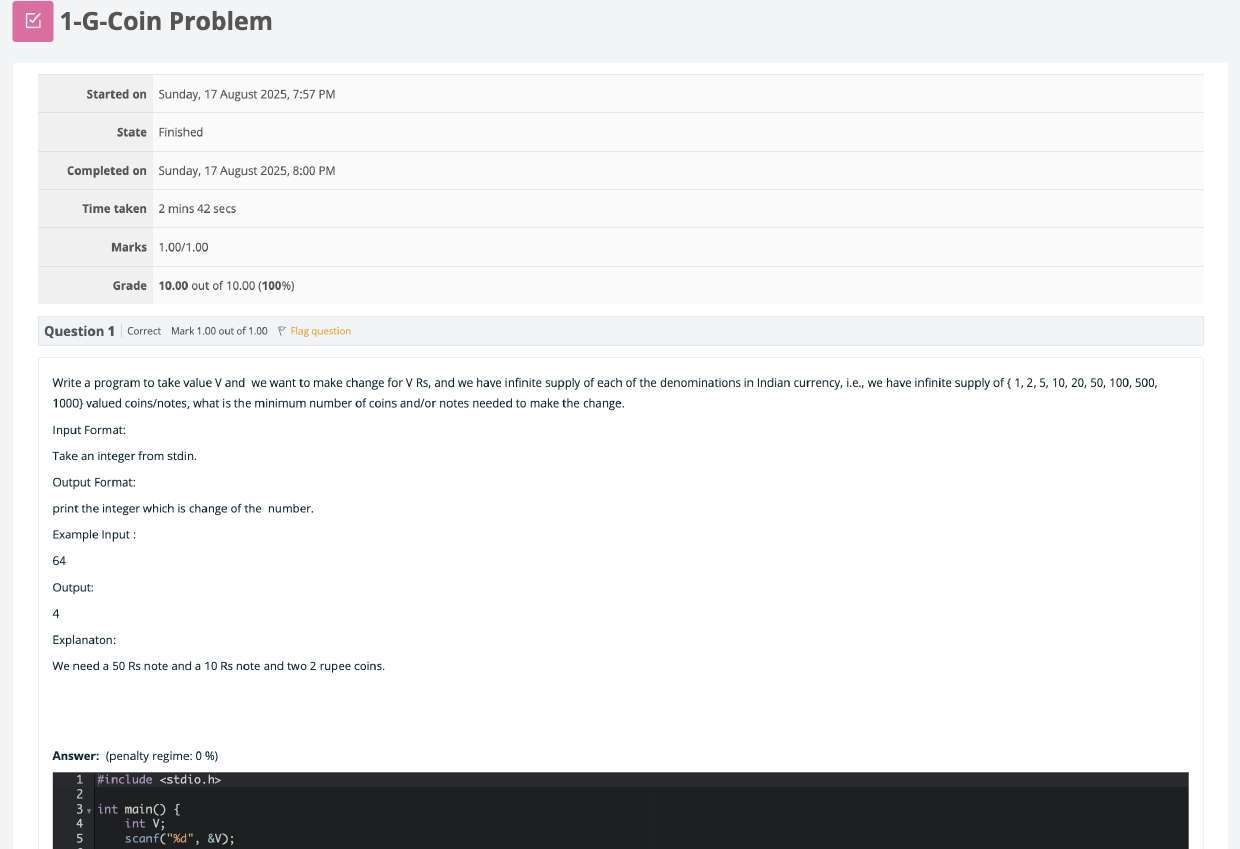 1-G-Coin Problem
Started on Sunday, 17 August 2025, 7:57 PM
State Finished
Completed on Sunday, 17 August 2025, 8:00 PM
Time taken 2 mins 42 secs
Marks 1.00/1.00
Grade 10.00 out of 10.00 (100%)
Question 1 Correct Mark 1.00 out of 1.00 Flag question
Write a program to take value V and  we want to make change for V Rs, and we have infinite supply of each of the denominations in Indian currency, i.e., we have infinite supply of { 1, 2, 5, 10, 20, 50, 100, 500,
1000} valued coins/notes, what is the minimum number of coins and/or notes needed to make the change.
Input Format:
Take an integer from stdin.
Output Format:
print the integer which is change of the  number.
Example Input :
64
Output:
4
Explanaton:
We need a 50 Rs note and a 10 Rs note and two 2 rupee coins.
Answer: (penalty regime: 0 %)
1 #include <stdio.h>
2
3 int main() {
4     int V;
5     scanf("%d", &V);